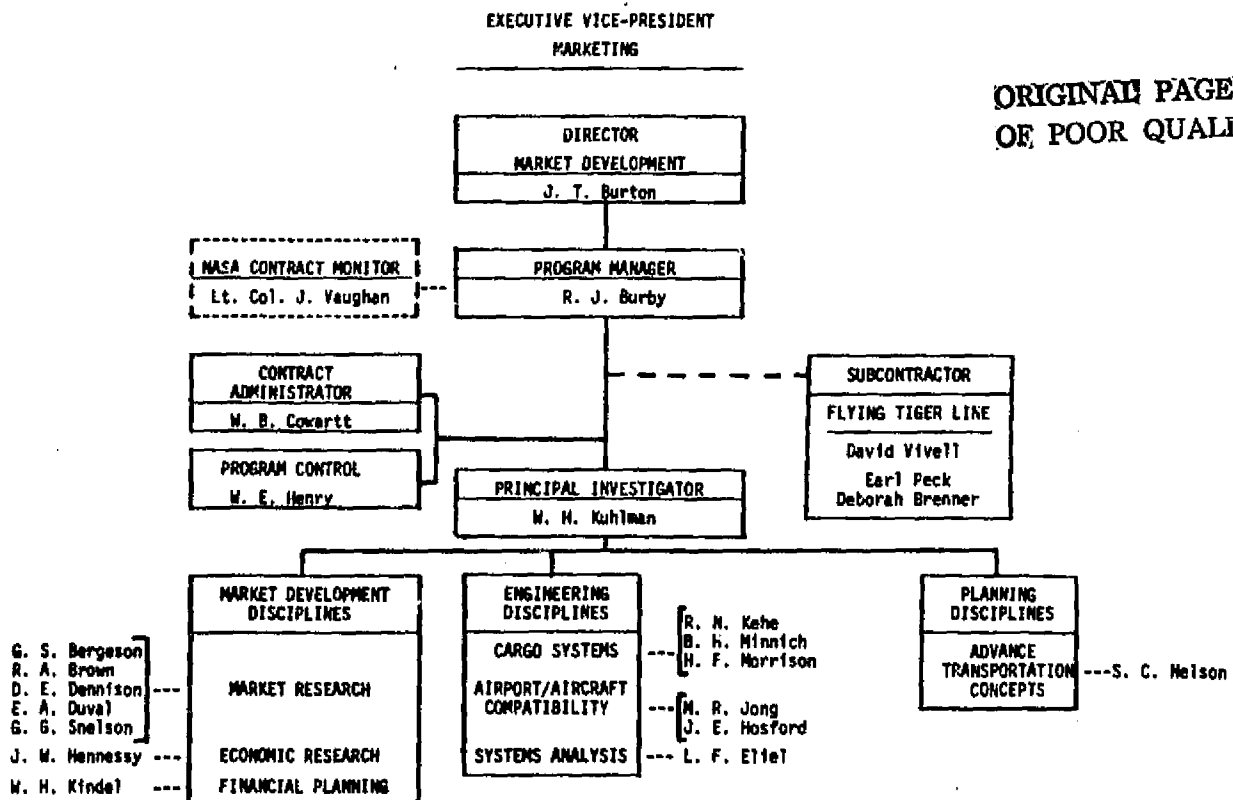 EXECUTIVE VICE-PRESIDENT
MARKETING
ORIGINAL PAGE
OF POOR QUALI
DIRECTOR
MARKET DEVELOPMENT
J. T. Burton
NASA CONTRACT MONITOR
Lt. Col. J. Vaughan
PROGRAM MANAGER
R. J. Burby
CONTRACT
ADMINISTRATOR
W. B. Cowartt
PROGRAM CONTROL
W. E. Henry
SUBCONTRACTOR
FLYING TIGER LINE
David Vivell
Earl Peck
Deborah Brenner
PRINCIPAL INVESTIGATOR
W. H. Kuhlman
MARKET DEVELOPMENT
DISCIPLINES
G. S. Bergeson
R. A. Brown
D. E. Dennison
E. A. Duval
G. G. Snelson
MARKET RESEARCH
J. W. Hennessy
ECONOMIC RESEARCH
W. H. Kindel
FINANCIAL PLANNING
ENGINEERING
DISCIPLINES
CARGO SYSTEMS
R. N. Kehe
B. H. Minnich
H. F. Morrison
AIRPORT/AIRCRAFT
COMPATIBILITY
M. R. Jong
J. E. Hosford
SYSTEMS ANALYSIS
L. F. Eliel
PLANNING
DISCIPLINES
ADVANCE
TRANSPORTATION
CONCEPTS
S. C. Nelson